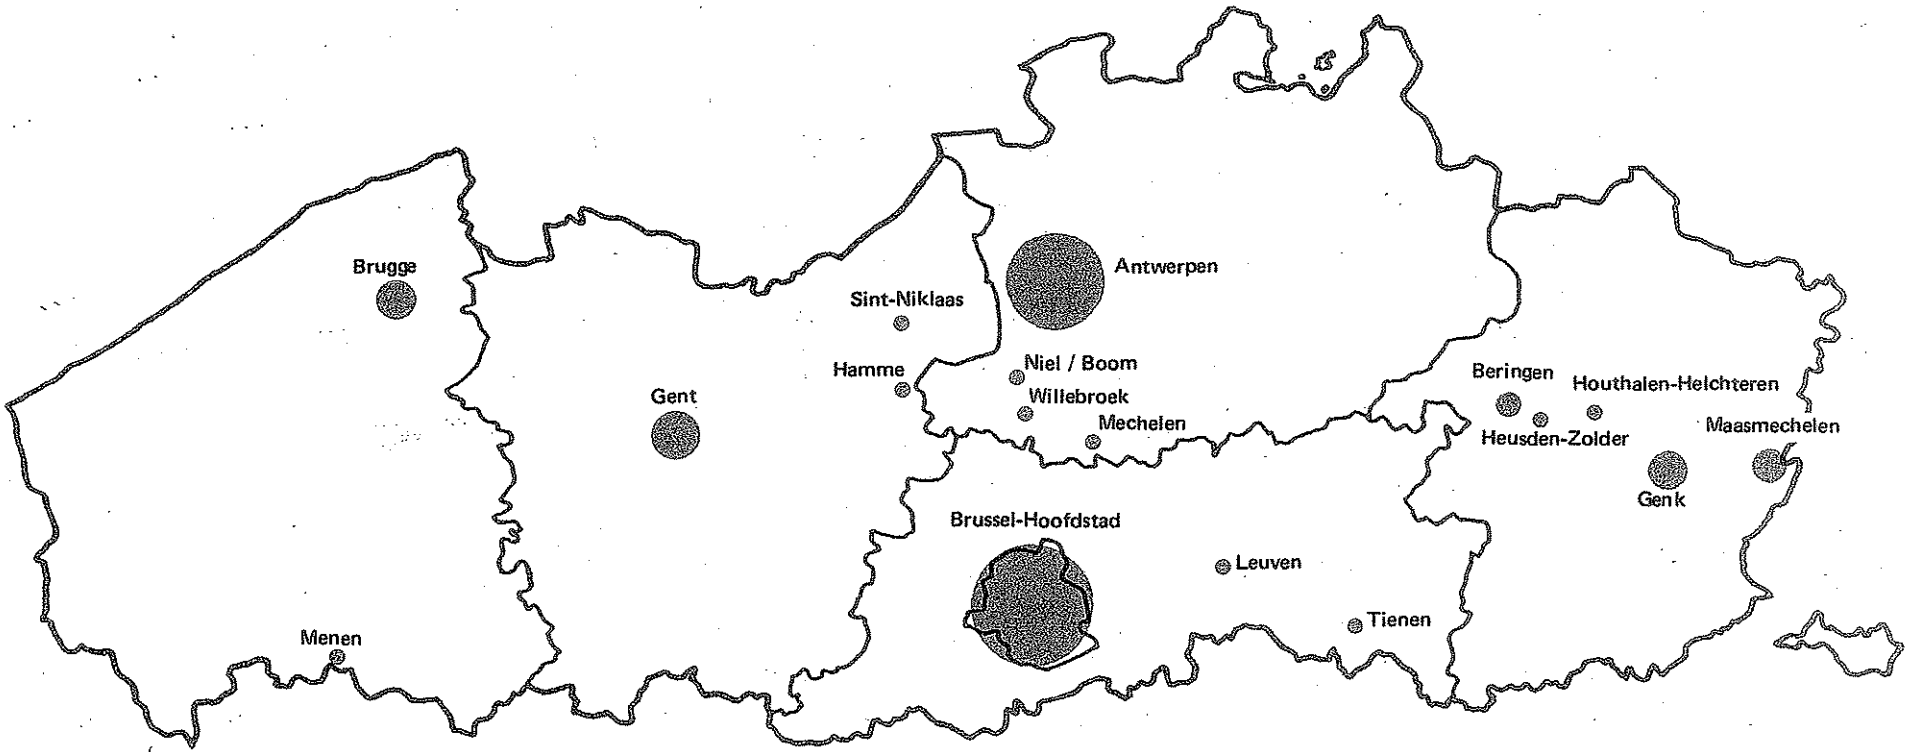 Brugge
Antwerpen
Sint-Niklaas
Hamme
Niel / Boom
Beringen
Houthalen-Helchteren
Gent
Willebroek
Mechelen
Heusden-Zolder
Maasmechelen
Genk
Brussel-Hoofdstad
Leuven
Tienen
Menen